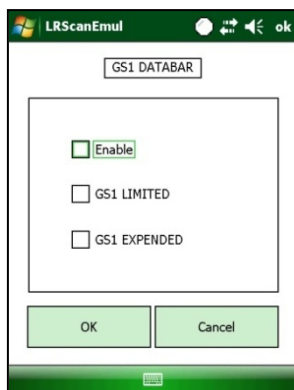 LRScanEmul ok
GS1 DATABAR
Enable
GS1 LIMITED
GS1 EXPENDED
OK Cancel